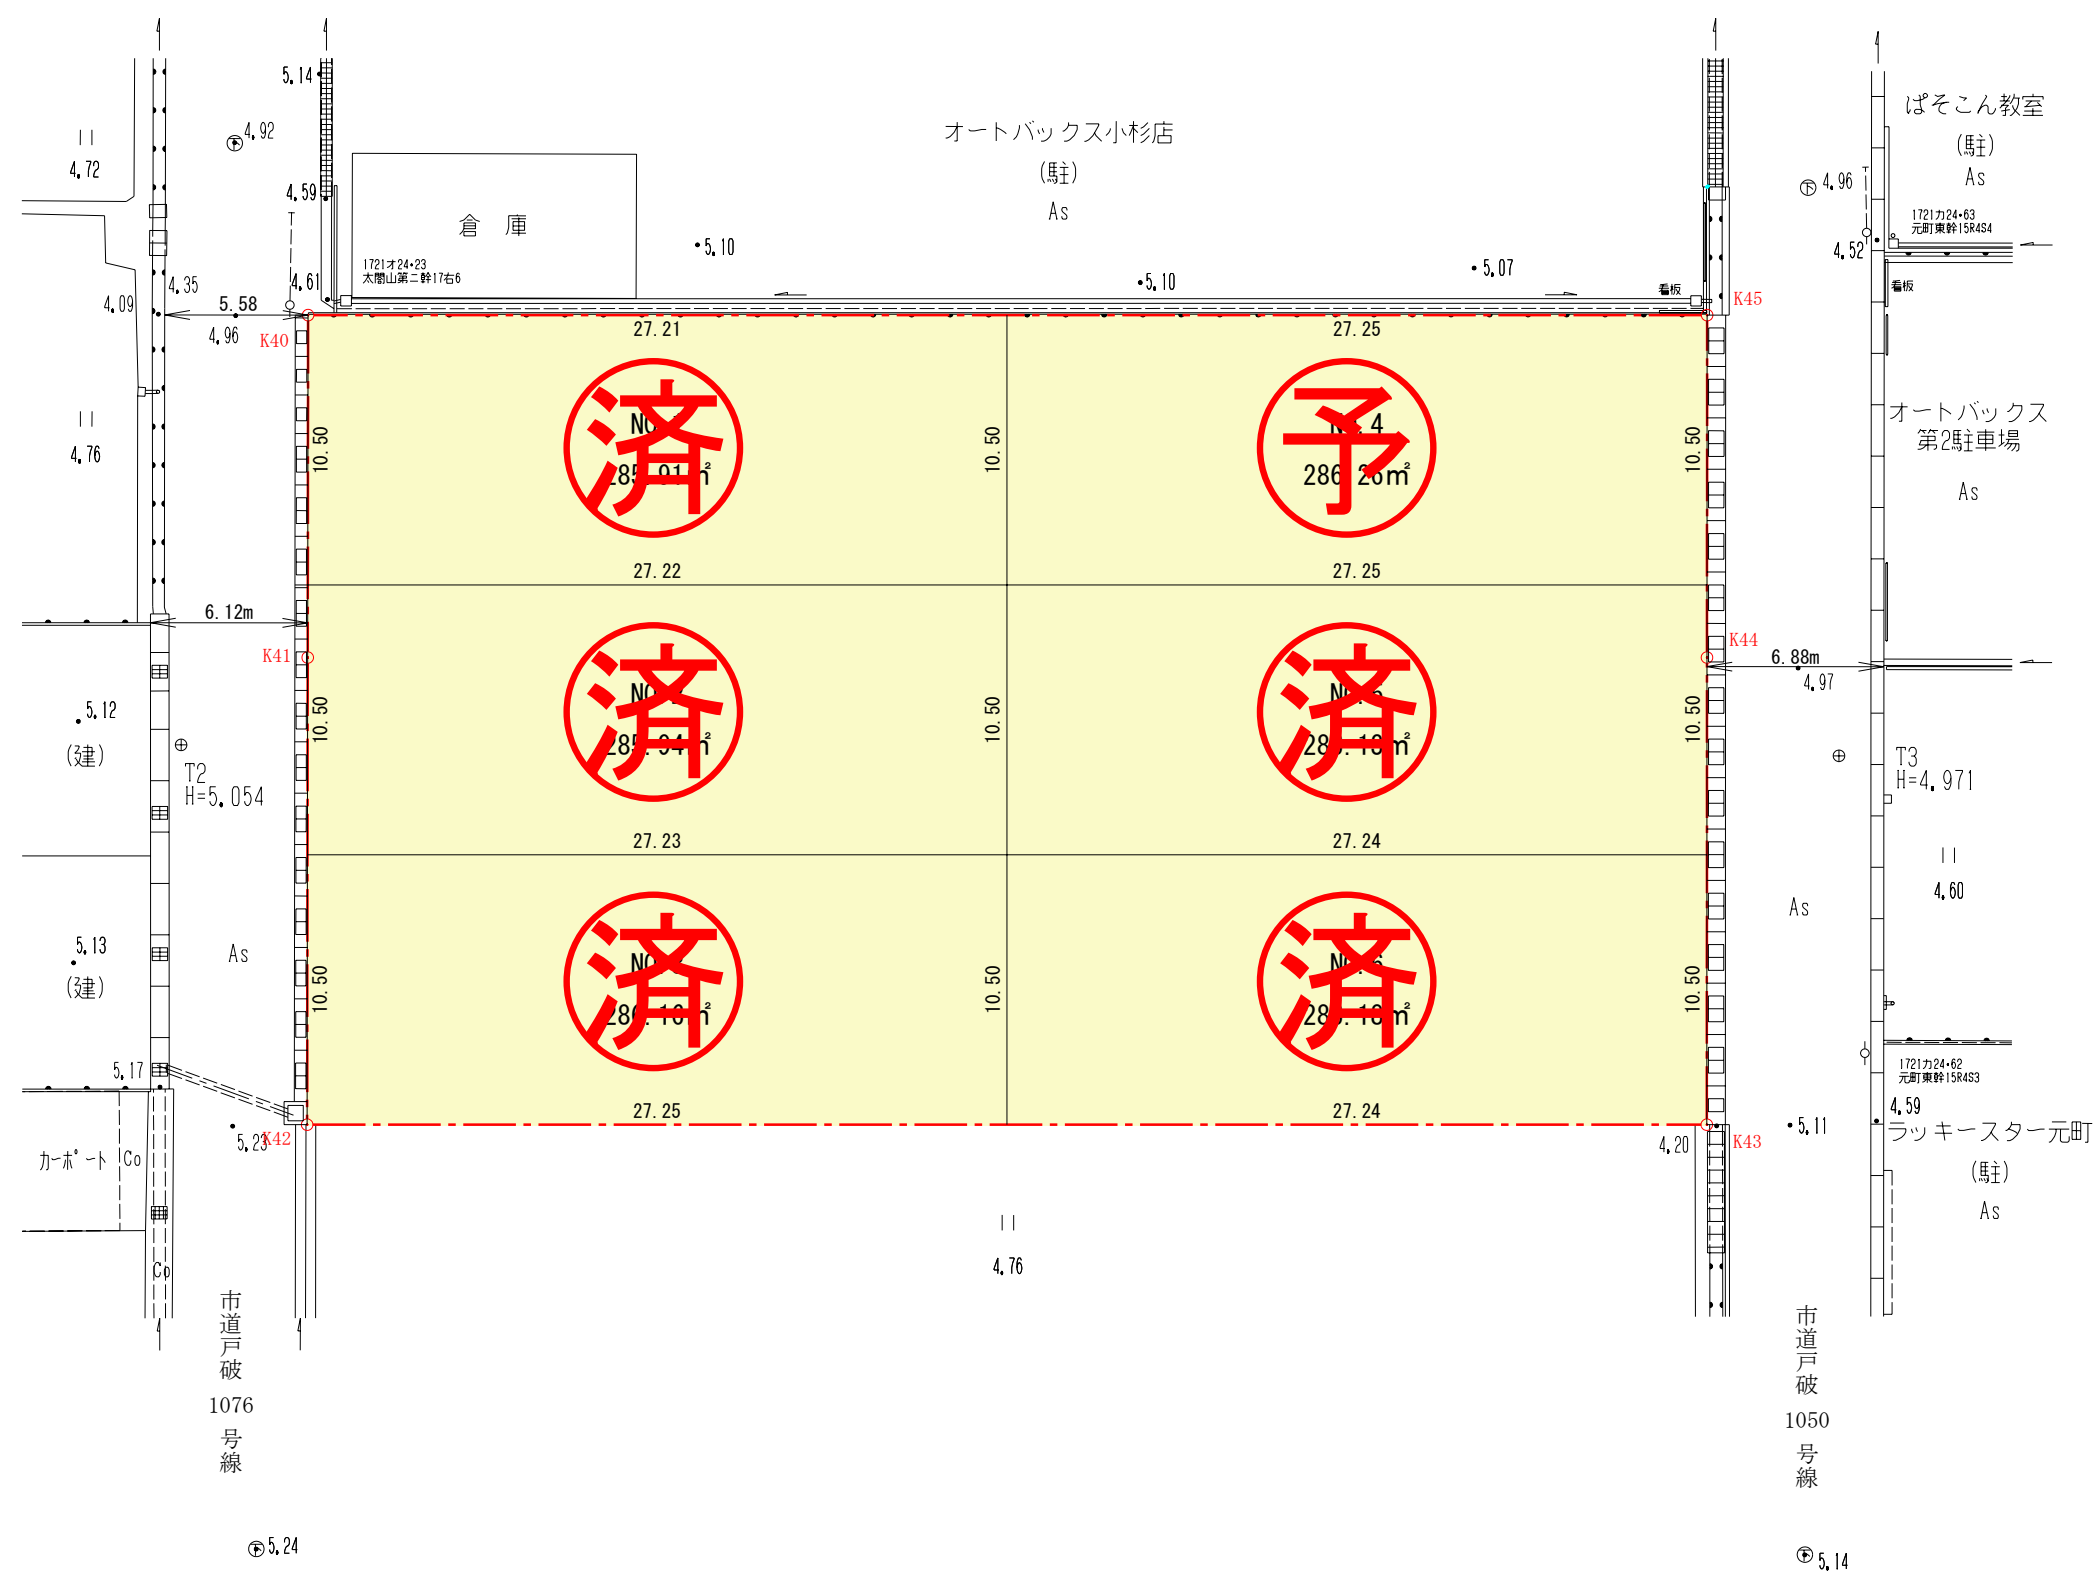 5.14
4.92
4.72
4.59
倉 庫
1721オ24・23
太閤山第二幹17右6
4.61
4.35
4.09
5.58
4.96
K40
オートバックス小杉店
(駐)
As
5.10
5.10
5.07
看板
K45
ぱそこん教室
(駐)
As
4.96
1721カ24・63
元町東幹15R4S4
4.52
看板
オートバックス
第2駐車場
As
27.21
27.25
4.76
10.50
済
10.50
予
286.26㎡
10.50
27.22
27.25
6.12m
K41
K44
6.88m
4.97
5.12
(建)
T2
H=5.054
10.50
済
10.50
済
10.50
T3
H=4.971
27.23
27.24
4.60
As
5.13
(建)
As
10.50
済
10.50
済
10.50
5.17
27.25
27.24
1721カ24・62
元町東幹15R4S3
4.59
5.23
K42
4.20
K43
5.11
ラッキースター元町
(駐)
As
カーポート
Co
Co
4.76
市道戸破
1076
号線
市道戸破
1050
号線
5.24
5.14